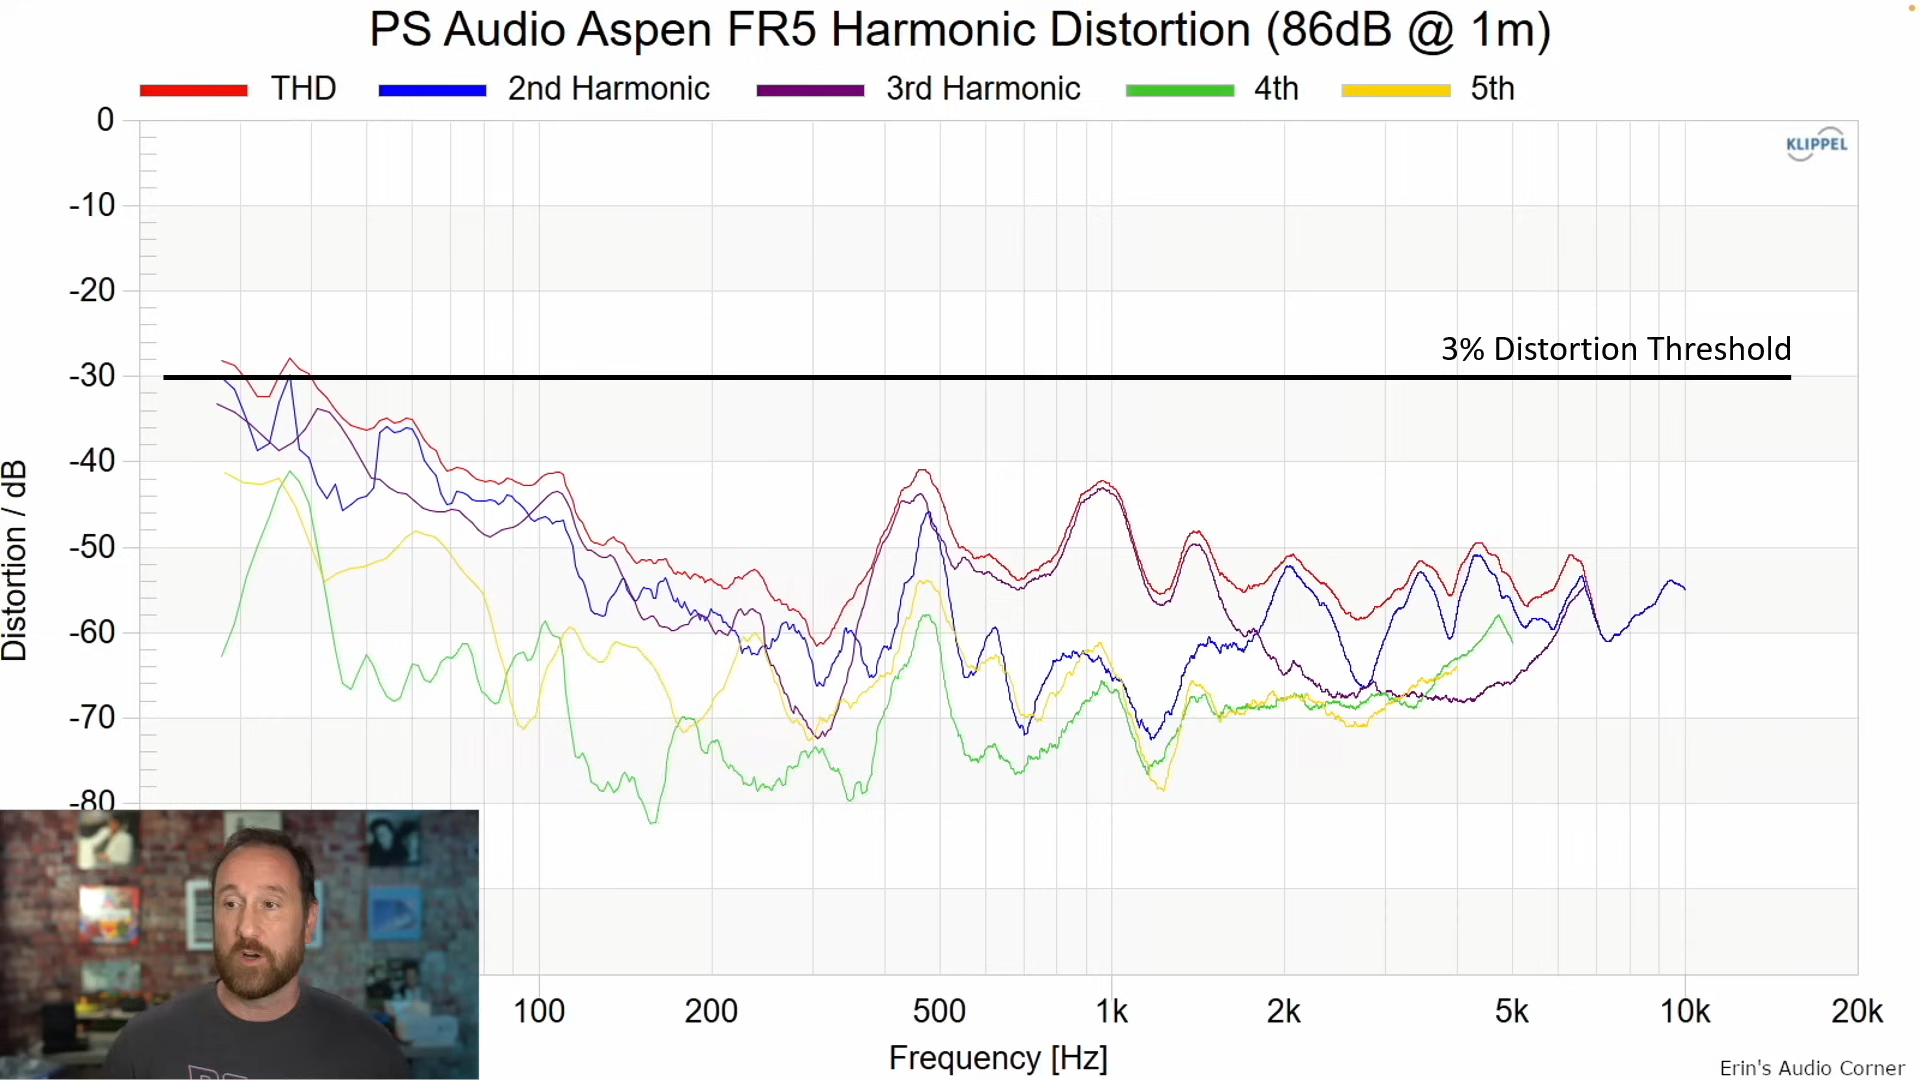 PS Audio Aspen FR5 Harmonic Distortion (86dB @ 1m)
THD 2nd Harmonic 3rd Harmonic 4th 5th
KLIPPEL
0
-10
-20
-30
-40
-50
-60
-70
-80
Distortion / dB
3% Distortion Threshold
100 200 500 1k 2k 5k 10k 20k
Frequency [Hz]
Erin's Audio Corner